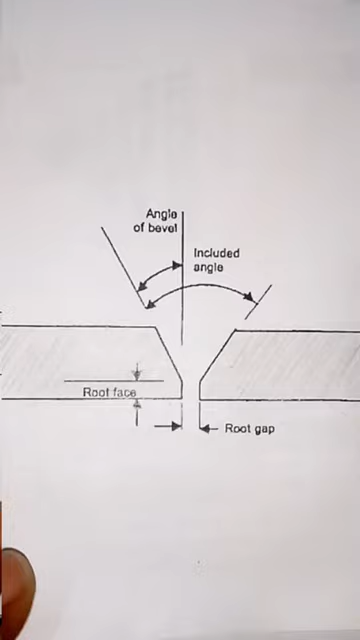 Angle
of bevel
Included
angle
Root face
Root gap